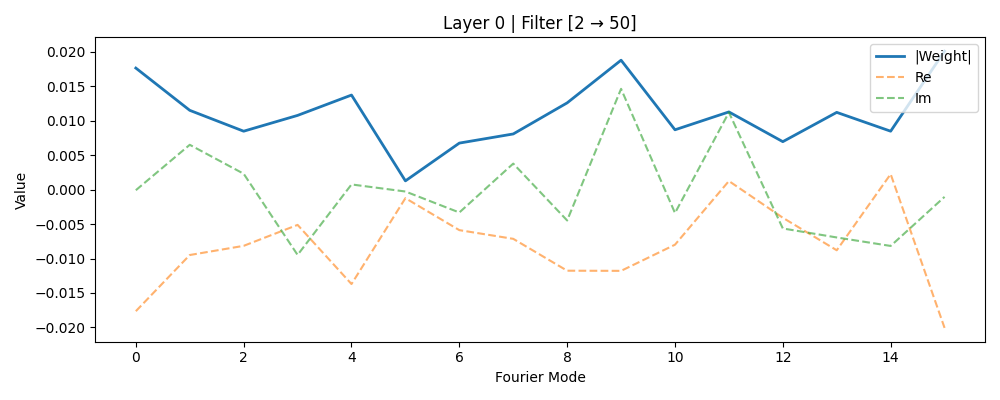 Layer 0 | Filter [2 → 50]
0.020
0.015
0.010
0.005
0.000
−0.005
−0.010
−0.015
−0.020
Value
|Weight|
Re
Im
0 2 4 6 8 10 12 14
Fourier Mode